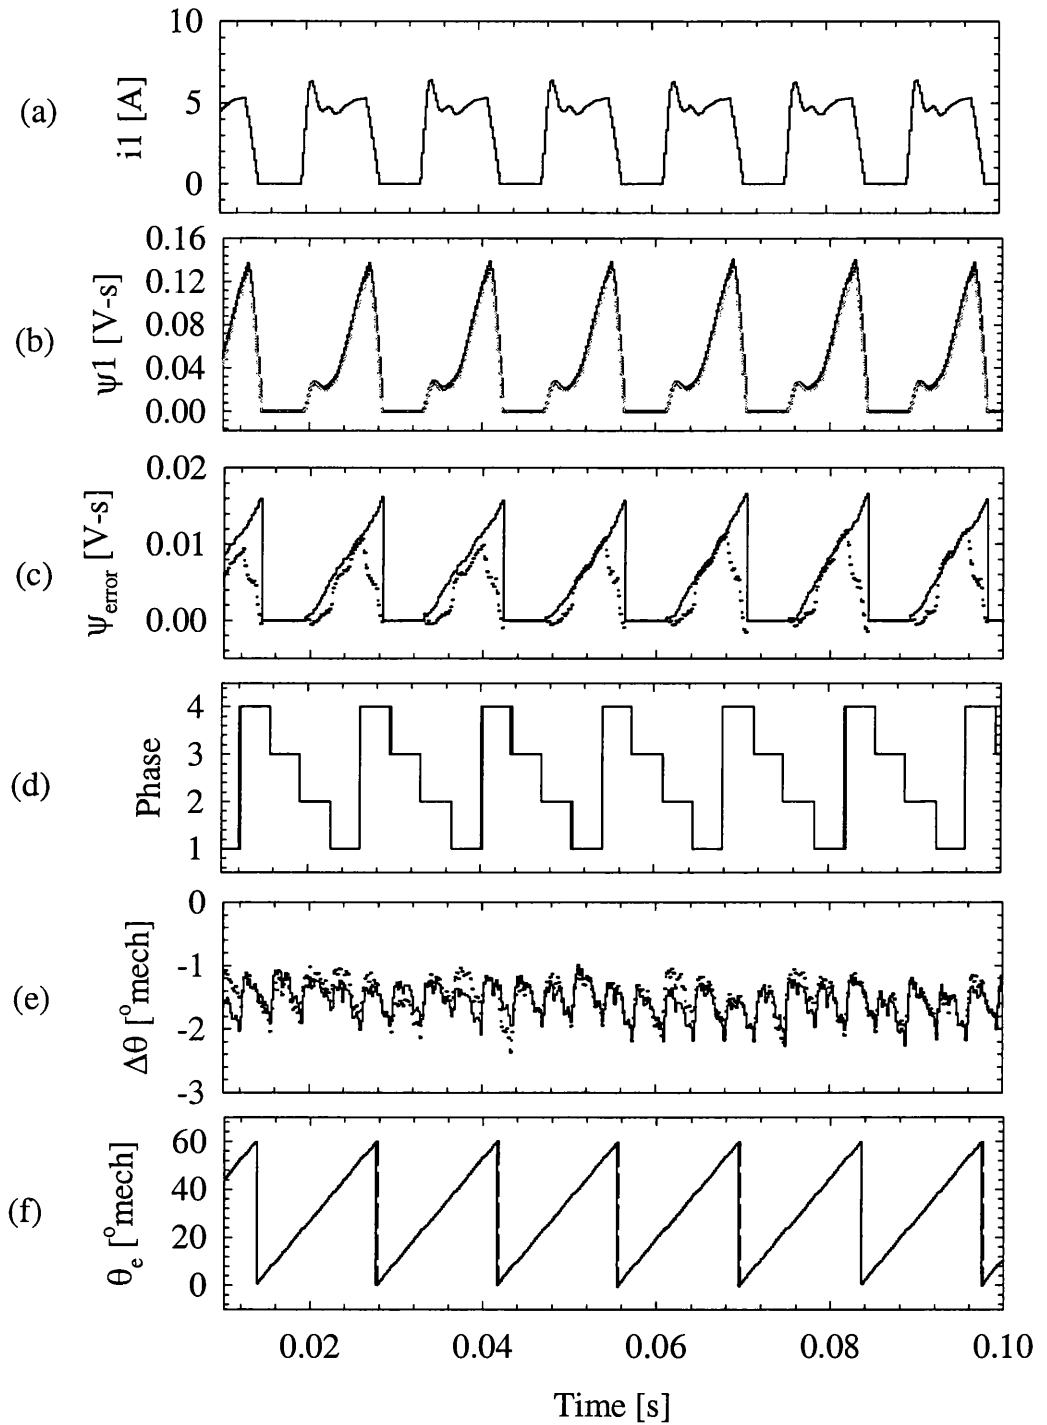 (a)
i1 [A]
10
5
0
(b)
ψ1 [V-s]
0.16
0.12
0.08
0.04
0.00
(c)
ψerror [V-s]
0.02
0.01
0.00
(d)
Phase
4
3
2
1
(e)
Δθ [°mech]
0
-1
-2
-3
(f)
θe [°mech]
60
40
20
0
0.02 0.04 0.06 0.08 0.10
Time [s]